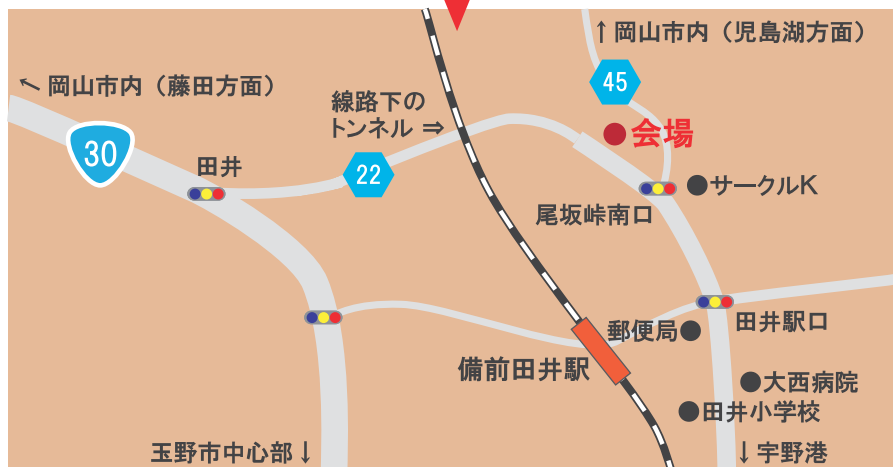 ↑岡山市内（児島湖方面）
↖ 岡山市内（藤田方面）
45
線路下の
トンネル ⇒
会場
30
田井
22
サークルK
尾坂峠南口
田井駅口
郵便局
備前田井駅
大西病院
田井小学校
玉野市中心部↓
↓宇野港